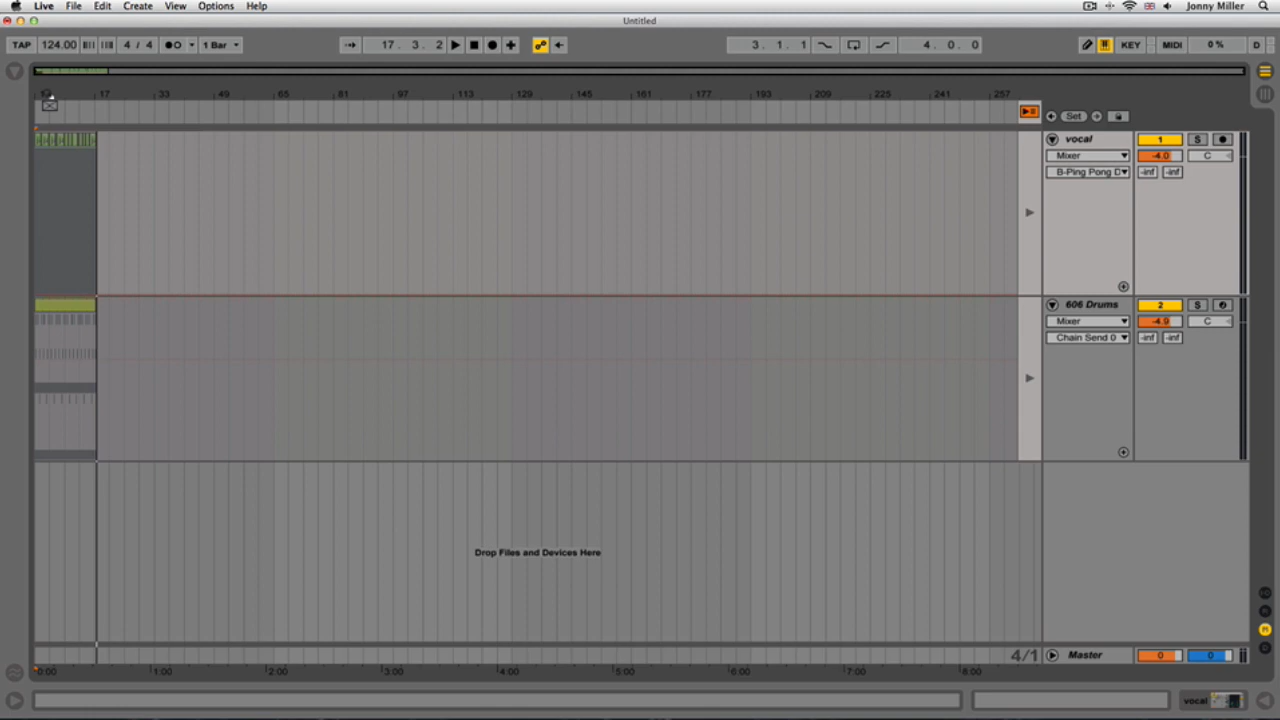 Live File Edit Create View Options Help Jonny Miller
Untitled
TAP 124.00 4 / 4 1 Bar 17. 3. 2 3. 1. 1 4. 0. 0 KEY MIDI 0 % D
17 33 49 65 81 97 113 129 145 161 177 193 209 225 241 257
Set
vocal 1 S
Mixer -4.0 C
B-Ping Pong D -inf -inf
606 Drums 2 S
Mixer -4.9 C
Chain Send 0 -inf -inf
Drop Files and Devices Here
4/1 Master 0 0
0:00 1:00 2:00 3:00 4:00 5:00 6:00 7:00 8:00
vocal